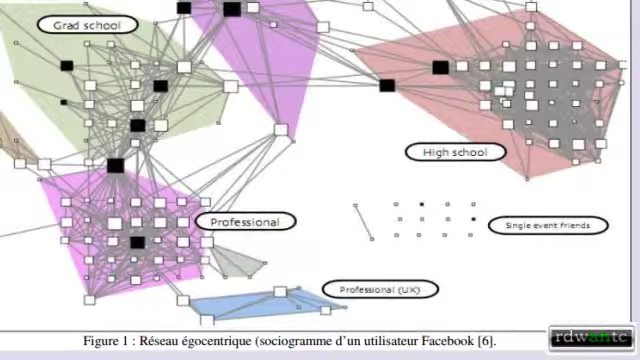 Grad school
High school
Professional
Single event friends
Professional (UK)
Figure 1 : Réseau égocentrique (sociogramme d'un utilisateur Facebook [6].
rdwantc